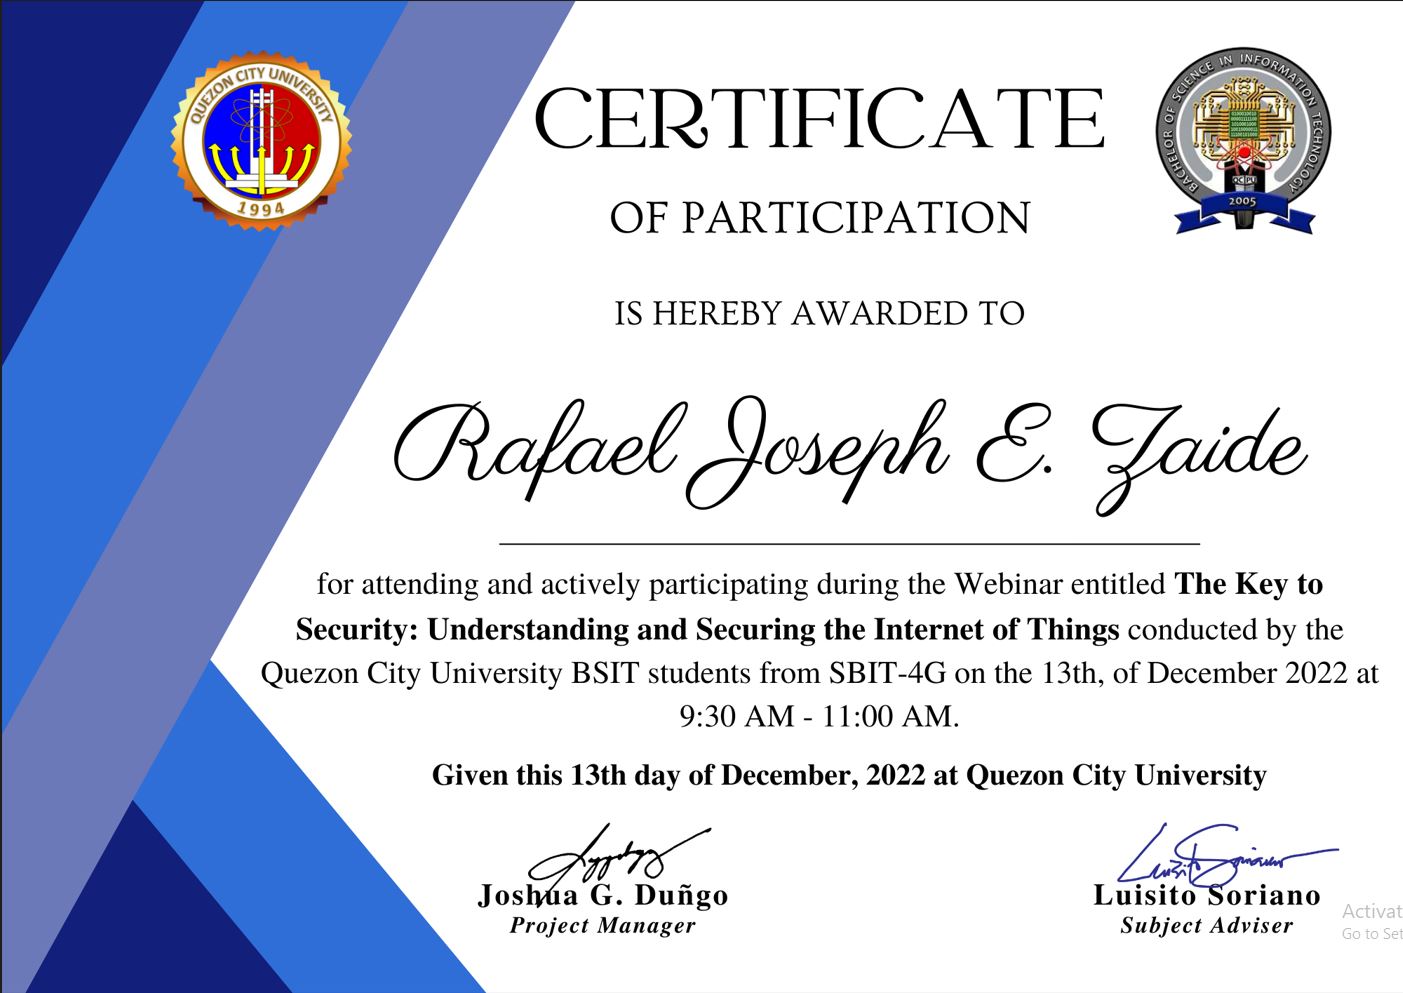 QUEZON CITY UNIVERSITY
1994
BACHELOR OF SCIENCE IN INFORMATION TECHNOLOGY
QCPU
2005
CERTIFICATE
OF PARTICIPATION
IS HEREBY AWARDED TO
Rafael Joseph E. Zaide
for attending and actively participating during the Webinar entitled The Key to
Security: Understanding and Securing the Internet of Things conducted by the
Quezon City University BSIT students from SBIT-4G on the 13th, of December 2022 at
9:30 AM - 11:00 AM.
Given this 13th day of December, 2022 at Quezon City University
Joshua G. Duñgo
Project Manager
Luisito Soriano
Luisito Soriano
Subject Adviser
Activat
Go to Set